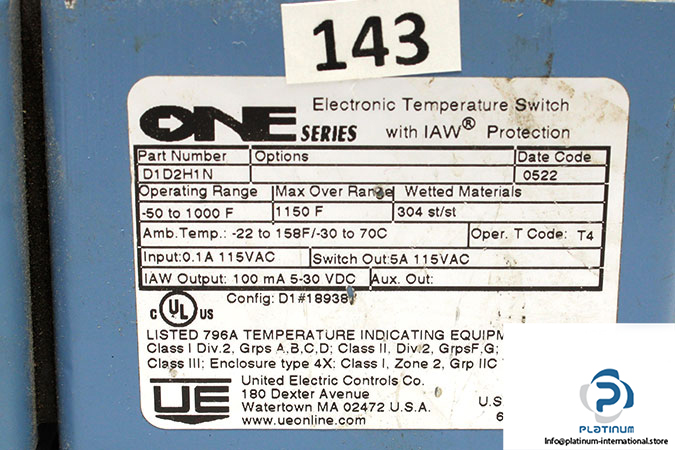 143
ONE SERIES
Electronic Temperature Switch
with IAW® Protection
Part Number Options Date Code
D1D2H1N 0522
Operating Range Max Over Range Wetted Materials
-50 to 1000 F 1150 F 304 st/st
Amb.Temp.: -22 to 158F/-30 to 70C Oper. T Code: T4
Input:0.1A 115VAC Switch Out:5A 115VAC
IAW Output: 100 mA 5-30 VDC Aux. Out:
Config: D1#189381
C UL US
LISTED 796A TEMPERATURE INDICATING EQUIPM
Class I Div.2, Grps A,B,C,D; Class II, Div.2, GrpsF,G;
Class III; Enclosure type 4X; Class I, Zone 2, Grp IIC
UE
United Electric Controls Co.
180 Dexter Avenue
Watertown MA 02472 U.S.A.
www.ueonline.com
U.S
6
PLATINUM
Info@platinum-international.store